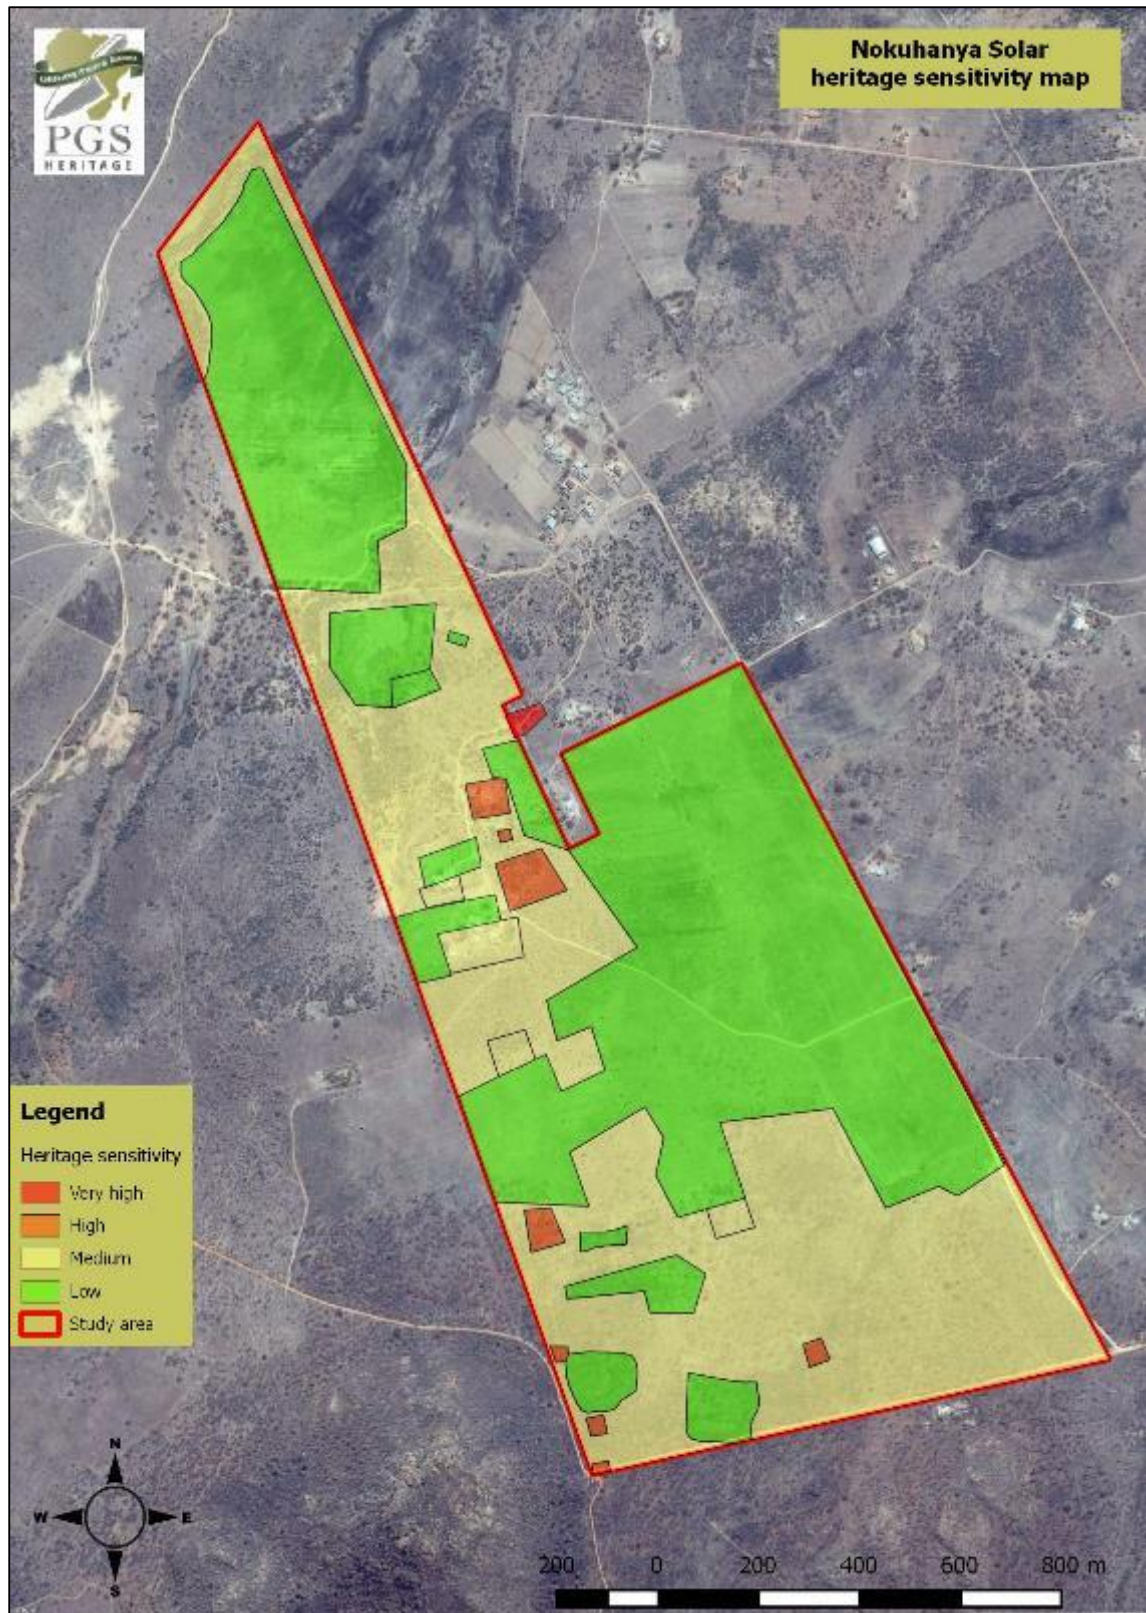 Nokuhanya Solar
heritage sensitivity map
PGS
HERITAGE
Legend
Heritage sensitivity
Very high
High
Medium
Low
Study area
N
W E
S
200 0 200 400 600 800 m